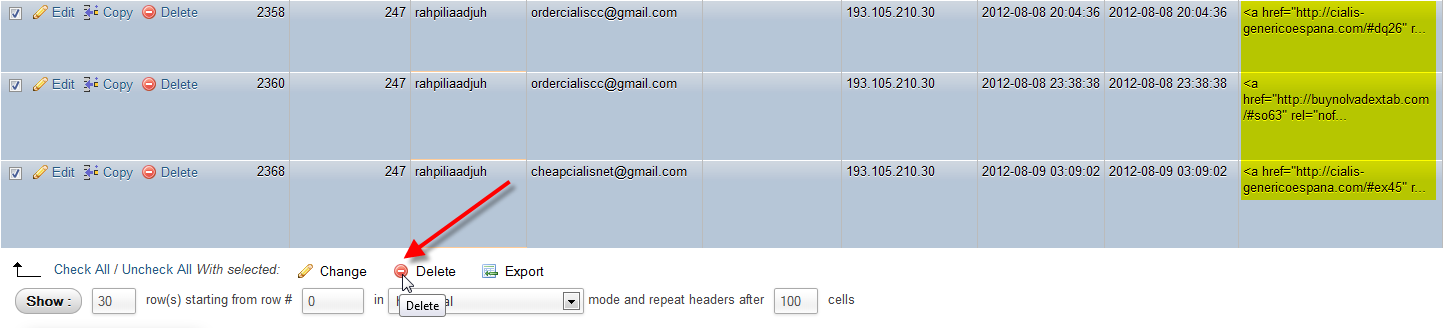 Edit Copy Delete 2358 247 rahpiliaadjuh ordercialiscc@gmail.com 193.105.210.30 2012-08-08 20:04:36 2012-08-08 20:04:36 <a href="http://cialis-
genericoespana.com/#dq26" r...
Edit Copy Delete 2360 247 rahpiliaadjuh ordercialiscc@gmail.com 193.105.210.30 2012-08-08 23:38:38 2012-08-08 23:38:38 <a
href="http://buynolvadextab.com
/#so63" rel="nof...
Edit Copy Delete 2368 247 rahpiliaadjuh cheapcialisnet@gmail.com 193.105.210.30 2012-08-09 03:09:02 2012-08-09 03:09:02 <a href="http://cialis-
genericoespana.com/#ex45" r...
Check All / Uncheck All With selected: Change Delete Export
Show : 30 row(s) starting from row # 0 in mode and repeat headers after 100 cells
Delete